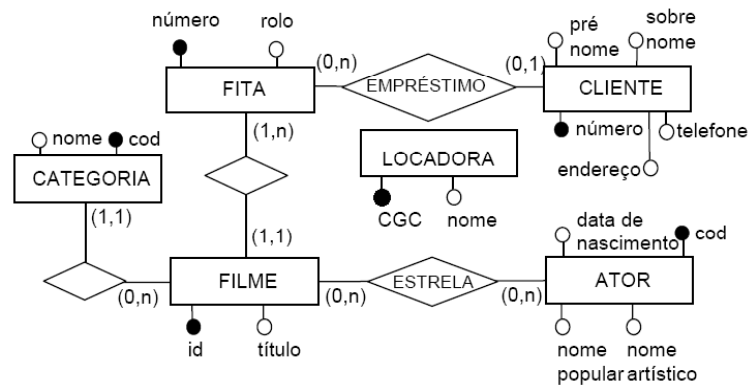 número
rolo
pré
nome
sobre
nome
(0,n)
EMPRÉSTIMO
(0,1)
FITA
CLIENTE
número
telefone
endereço
(1,n)
nome
cod
CATEGORIA
(1,1)
LOCADORA
CGC
nome
(1,1)
data de
nascimento
cod
(0,n)
FILME
(0,n)
ESTRELA
(0,n)
ATOR
id
título
nome
popular
nome
artístico